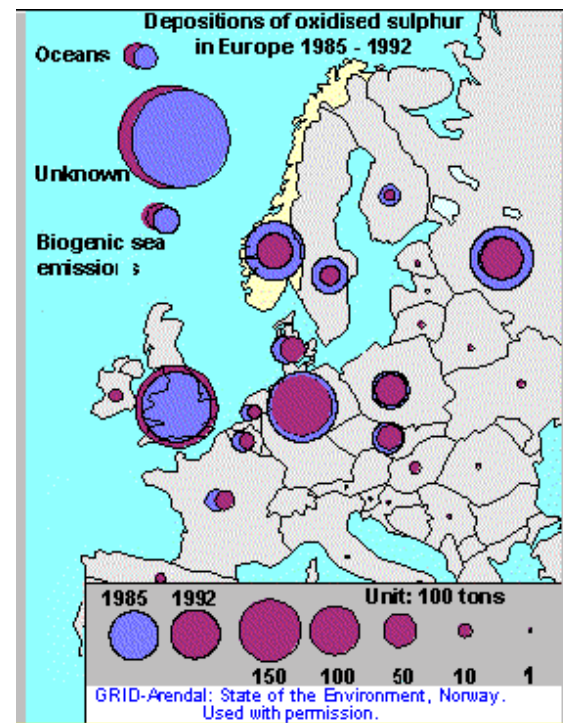 Depositions of oxidised sulphur
in Europe 1985 - 1992
Oceans
Unknown
Biogenic sea
emissions
1985 1992 Unit: 100 tons
150 100 50 10 1
GRID-Arendal: State of the Environment, Norway.
Used with permission.